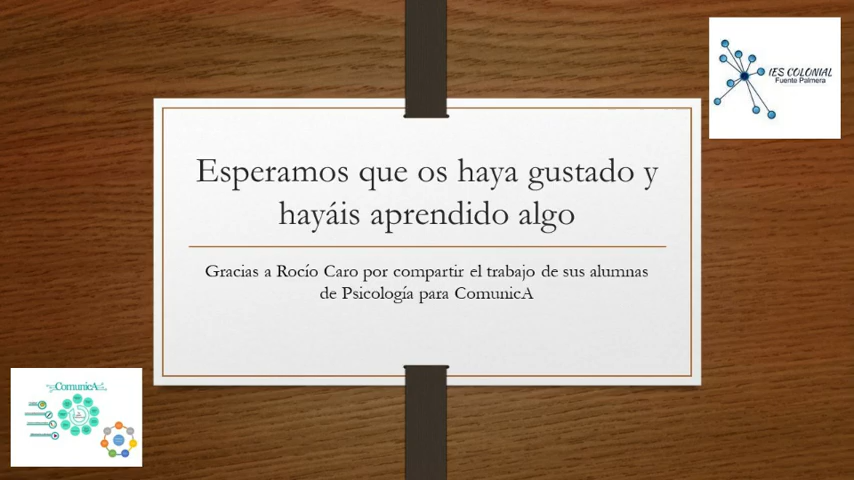 IES COLONIAL
Fuente Palmera
Esperamos que os haya gustado y
hayáis aprendido algo
Gracias a Rocío Caro por compartir el trabajo de sus alumnas
de Psicología para ComunicA
ComunicA